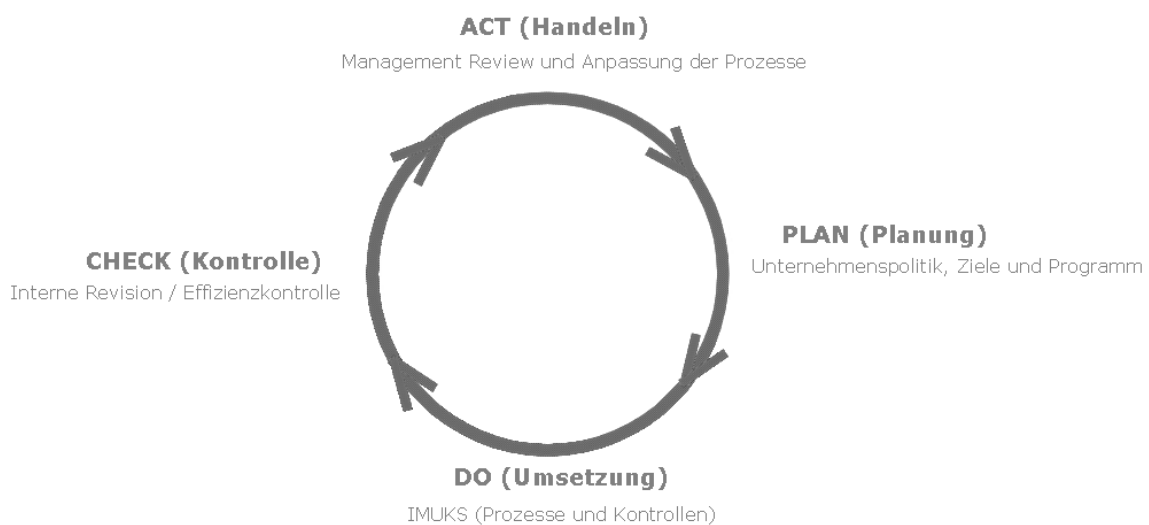 ACT (Handeln)
Management Review und Anpassung der Prozesse
PLAN (Planung)
Unternehmenspolitik, Ziele und Programm
CHECK (Kontrolle)
Interne Revision / Effizienzkontrolle
DO (Umsetzung)
IMUKS (Prozesse und Kontrollen)